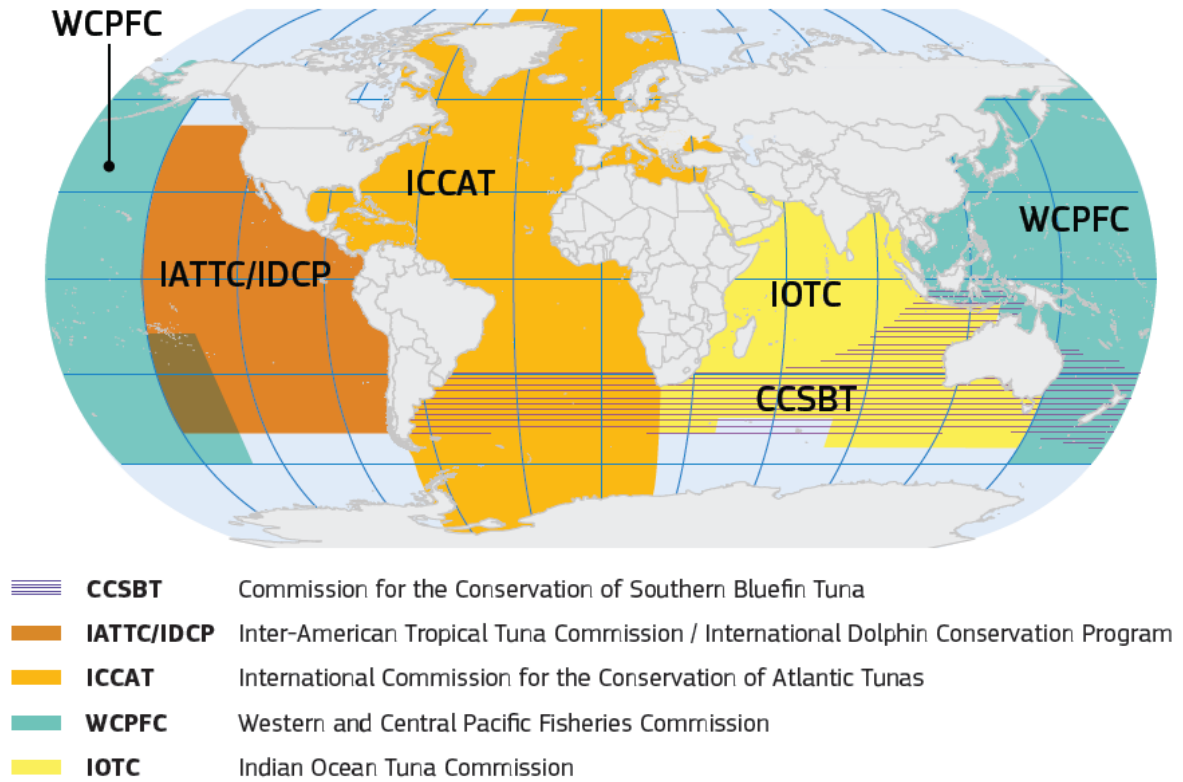 WCPFC
ICCAT
WCPFC
IATTC/IDCP
IOTC
CCSBT
CCSBT Commission for the Conservation of Southern Bluefin Tuna
IATTC/IDCP Inter-American Tropical Tuna Commission / International Dolphin Conservation Program
ICCAT International Commission for the Conservation of Atlantic Tunas
WCPFC Western and Central Pacific Fisheries Commission
IOTC Indian Ocean Tuna Commission